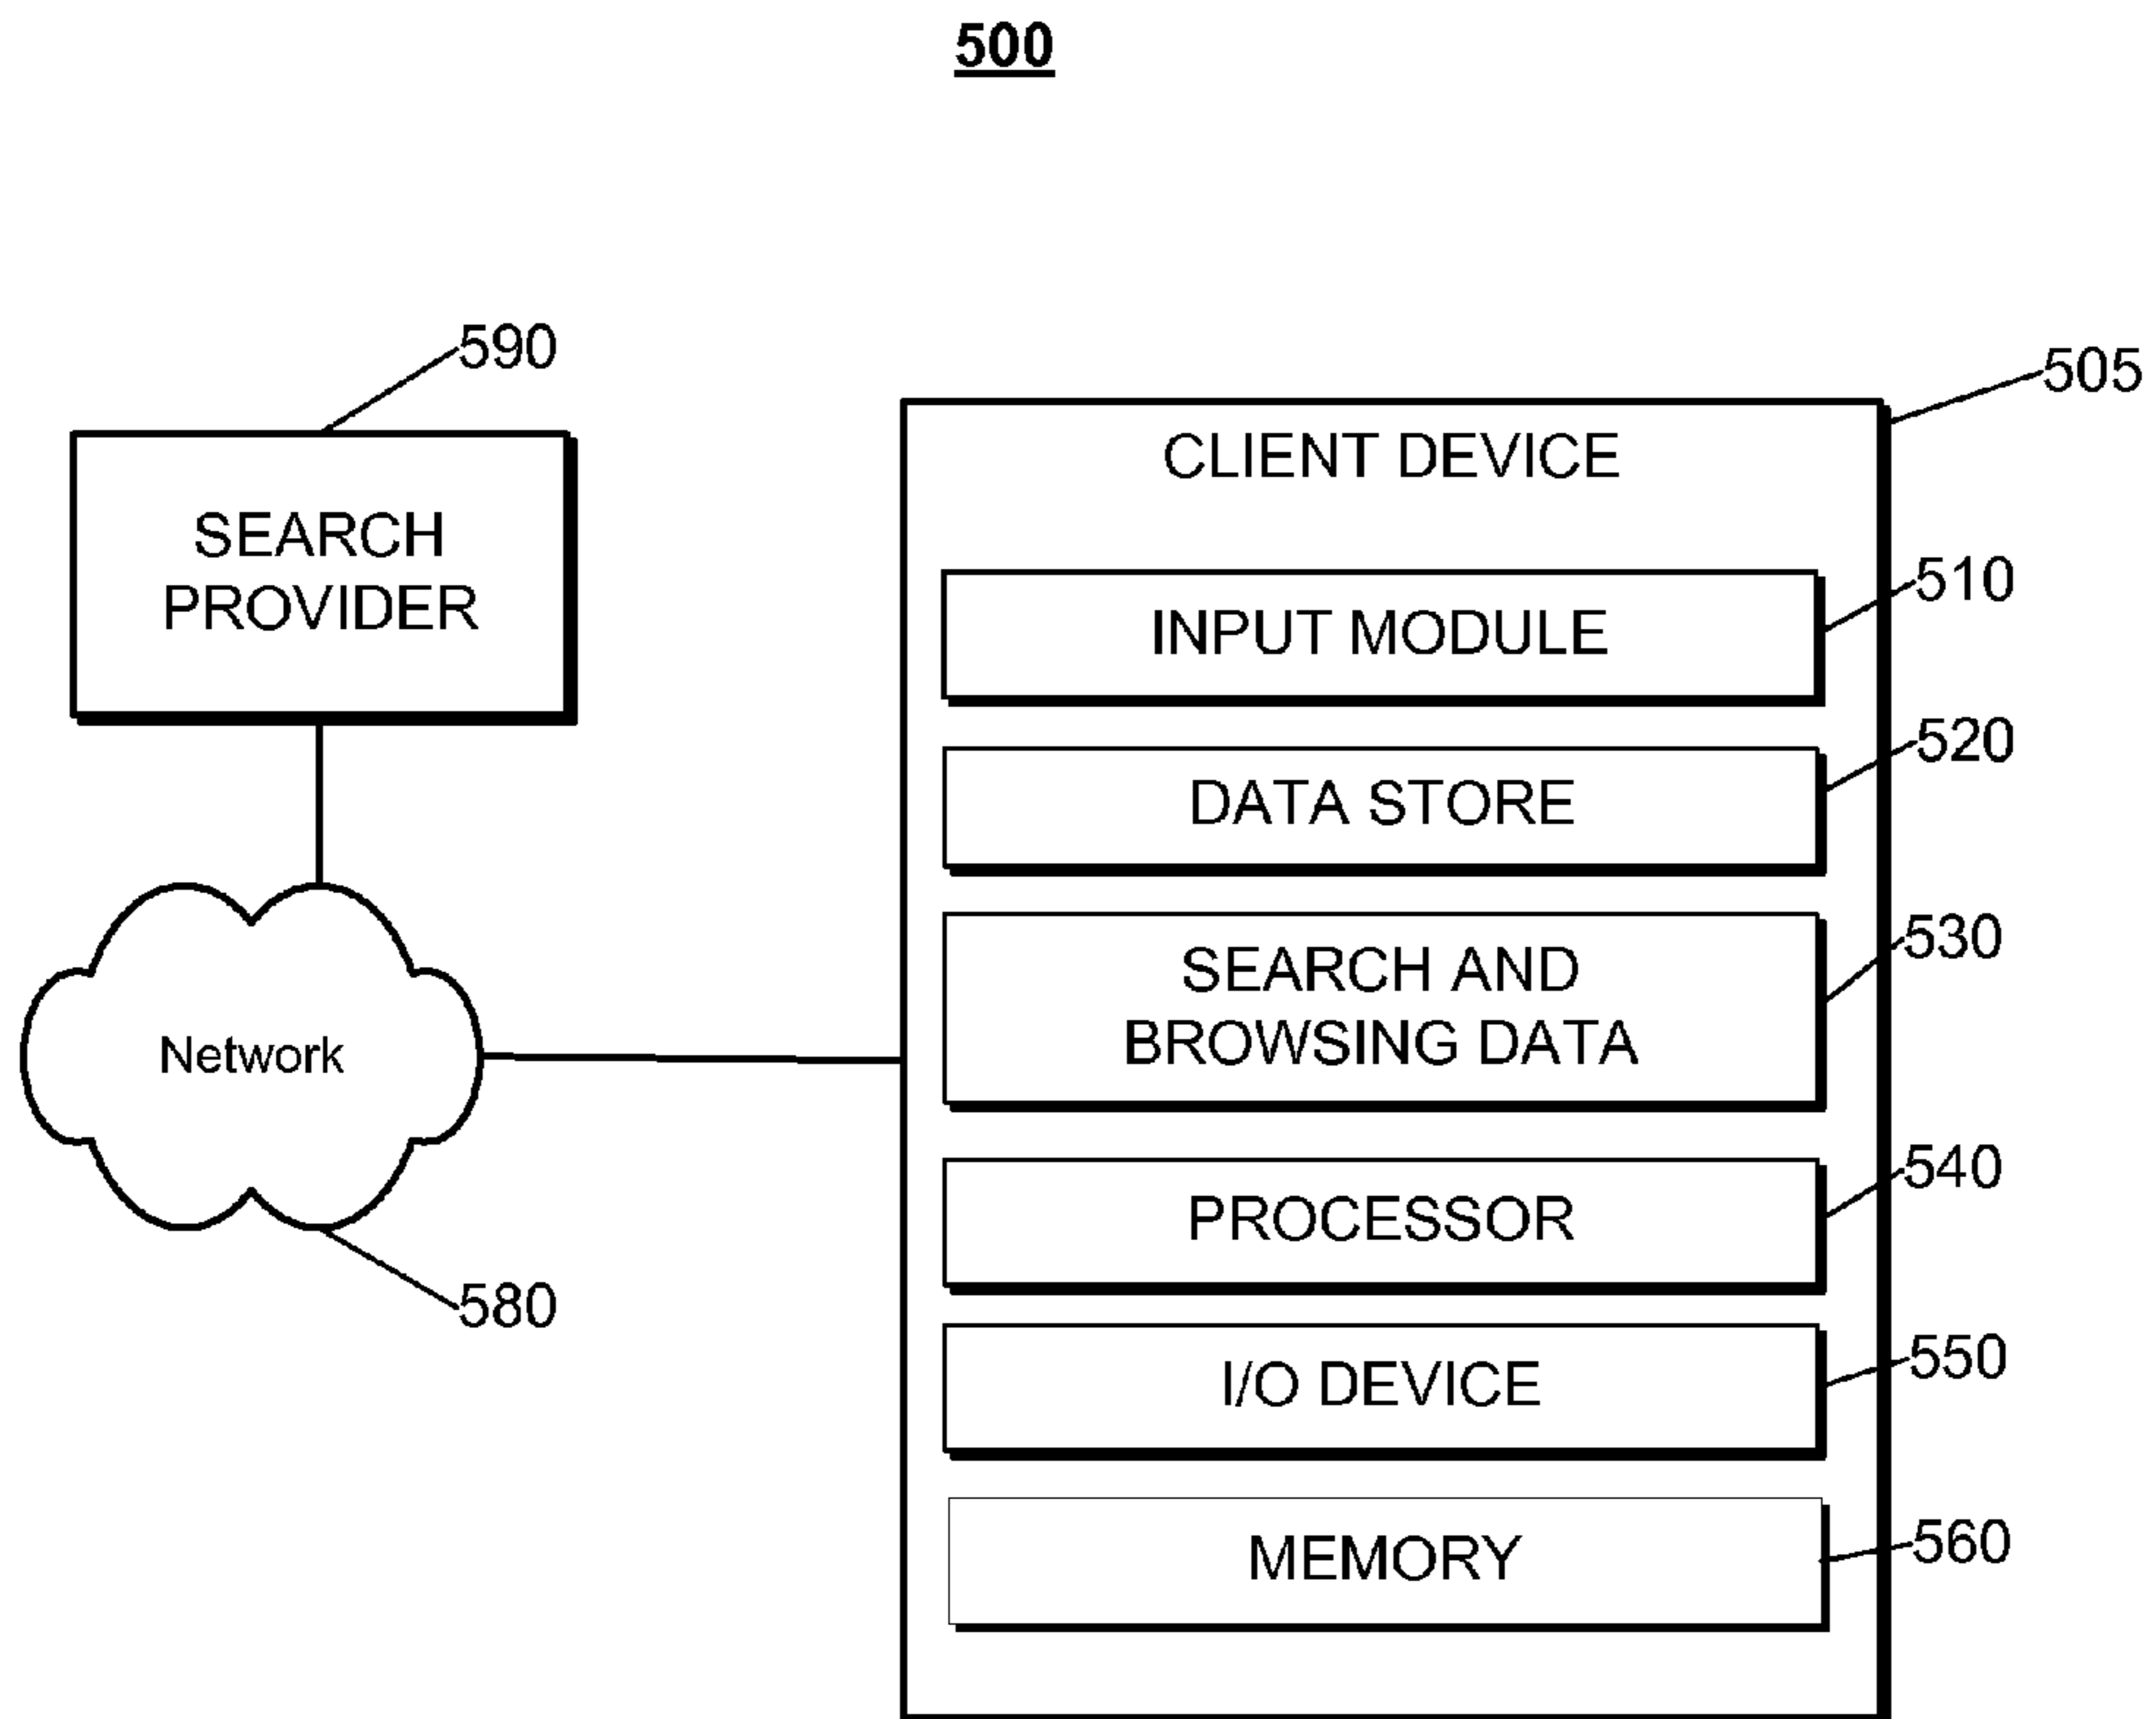 500
590
SEARCH
PROVIDER
505
CLIENT DEVICE
INPUT MODULE
510
DATA STORE
520
SEARCH AND
BROWSING DATA
530
Network
580
PROCESSOR
540
I/O DEVICE
550
MEMORY
560